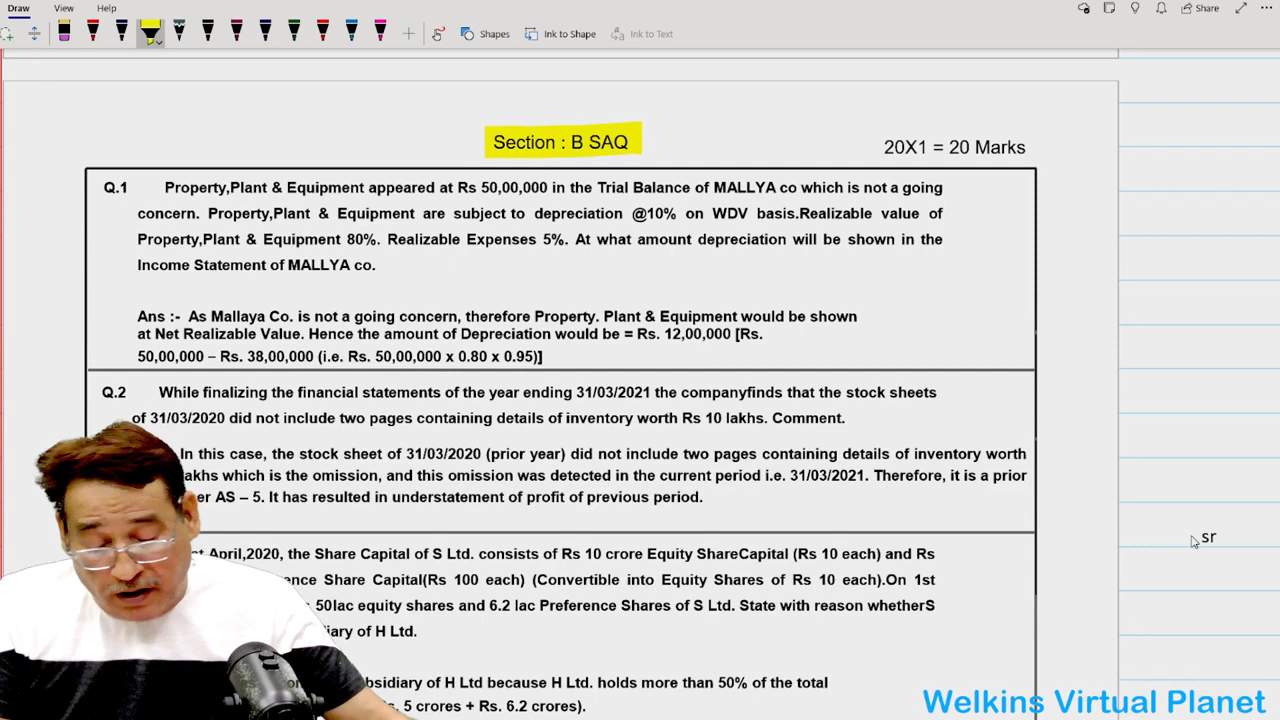 Draw View Help
Share
Shapes Ink to Shape Ink to Text
Section : B SAQ
20X1 = 20 Marks
Q.1 Property,Plant & Equipment appeared at Rs 50,00,000 in the Trial Balance of MALLYA co which is not a going
concern. Property,Plant & Equipment are subject to depreciation @10% on WDV basis.Realizable value of
Property,Plant & Equipment 80%. Realizable Expenses 5%. At what amount depreciation will be shown in the
Income Statement of MALLYA co.
Ans :- As Mallaya Co. is not a going concern, therefore Property. Plant & Equipment would be shown
at Net Realizable Value. Hence the amount of Depreciation would be = Rs. 12,00,000 [Rs.
50,00,000 – Rs. 38,00,000 (i.e. Rs. 50,00,000 x 0.80 x 0.95)]
Q.2 While finalizing the financial statements of the year ending 31/03/2021 the companyfinds that the stock sheets
of 31/03/2020 did not include two pages containing details of inventory worth Rs 10 lakhs. Comment.
In this case, the stock sheet of 31/03/2020 (prior year) did not include two pages containing details of inventory worth
akhs which is the omission, and this omission was detected in the current period i.e. 31/03/2021. Therefore, it is a prior
er AS – 5. It has resulted in understatement of profit of previous period.
sr
st April,2020, the Share Capital of S Ltd. consists of Rs 10 crore Equity ShareCapital (Rs 10 each) and Rs
nce Share Capital(Rs 100 each) (Convertible into Equity Shares of Rs 10 each).On 1st
50lac equity shares and 6.2 lac Preference Shares of S Ltd. State with reason whetherS
iary of H Ltd.
bsidiary of H Ltd because H Ltd. holds more than 50% of the total
. 5 crores + Rs. 6.2 crores).
Welkins Virtual Planet